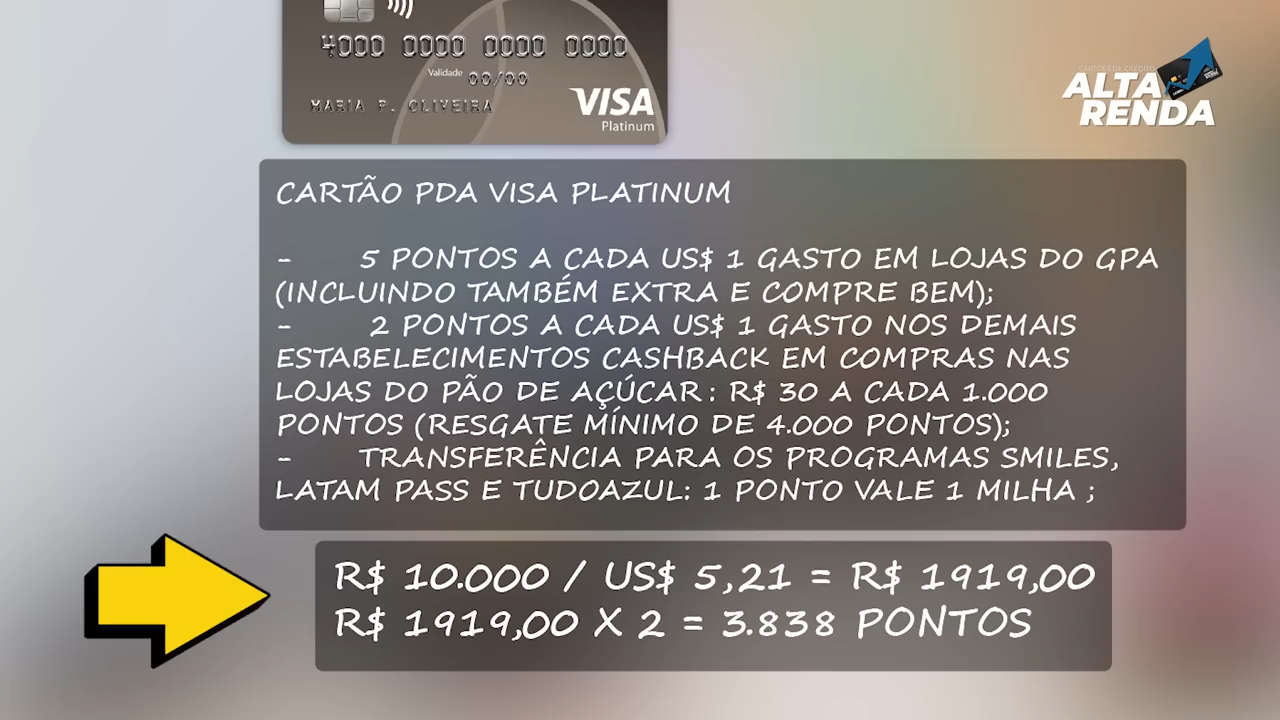 4000 0000 0000 0000
Validade 00/00
MARIA P. OLIVEIRA
VISA
Platinum
CARTÕES DE CRÉDITO
ALTA
RENDA
CARTÃO PDA VISA PLATINUM
- 5 PONTOS A CADA US$ 1 GASTO EM LOJAS DO GPA
(INCLUINDO TAMBÉM EXTRA E COMPRE BEM);
- 2 PONTOS A CADA US$ 1 GASTO NOS DEMAIS
ESTABELECIMENTOS CASHBACK EM COMPRAS NAS
LOJAS DO PÃO DE AÇÚCAR: R$ 30 A CADA 1.000
PONTOS (RESGATE MÍNIMO DE 4.000 PONTOS);
- TRANSFERÊNCIA PARA OS PROGRAMAS SMILES,
LATAM PASS E TUDOAZUL: 1 PONTO VALE 1 MILHA ;
R$ 10.000 / US$ 5,21 = R$ 1919,00
R$ 1919,00 X 2 = 3.838 PONTOS